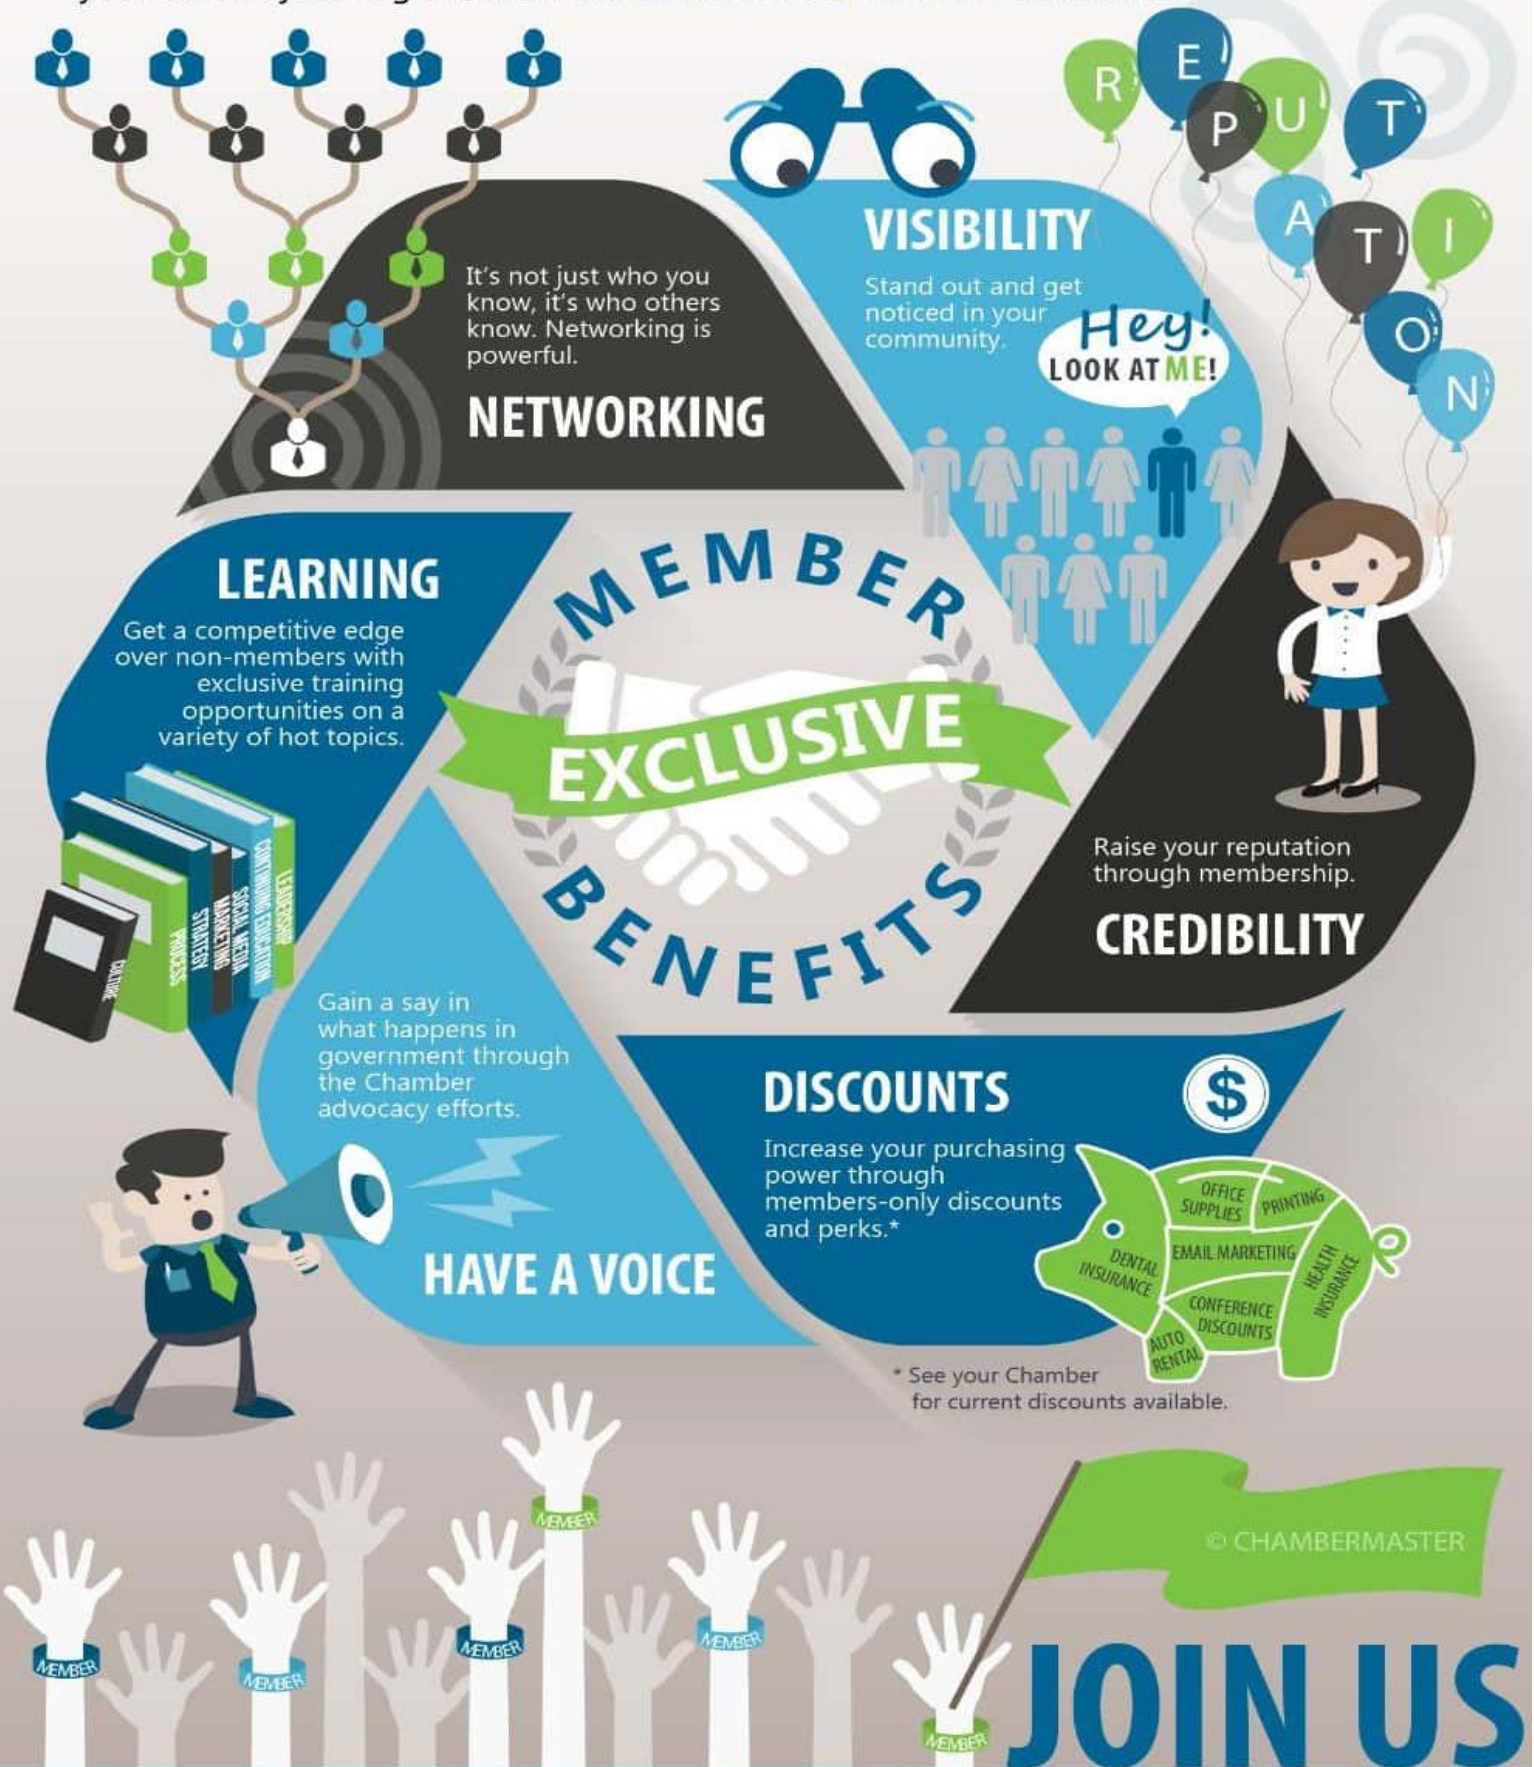 R
E
P
U
T
A
T
I
O
N
It's not just who you
know, it's who others
know. Networking is
powerful.
NETWORKING
VISIBILITY
Stand out and get
noticed in your
community.
Hey!
LOOK AT ME!
LEARNING
Get a competitive edge
over non-members with
exclusive training
opportunities on a
variety of hot topics.
LEADERSHIP
CONTINUING EDUCATION
SOCIAL MEDIA
MARKETING
STRATEGY
PROCESS
CULTURE
MEMBER
EXCLUSIVE
BENEFITS
Raise your reputation
through membership.
CREDIBILITY
Gain a say in
what happens in
government through
the Chamber
advocacy efforts.
HAVE A VOICE
DISCOUNTS
Increase your purchasing
power through
members-only discounts
and perks.*
$
OFFICE
SUPPLIES
PRINTING
DENTAL
INSURANCE
EMAIL MARKETING
HEALTH
INSURANCE
CONFERENCE
DISCOUNTS
AUTO
RENTAL
* See your Chamber
for current discounts available.
MEMBER
MEMBER
MEMBER
MEMBER
MEMBER
MEMBER
© CHAMBERMASTER
JOIN US